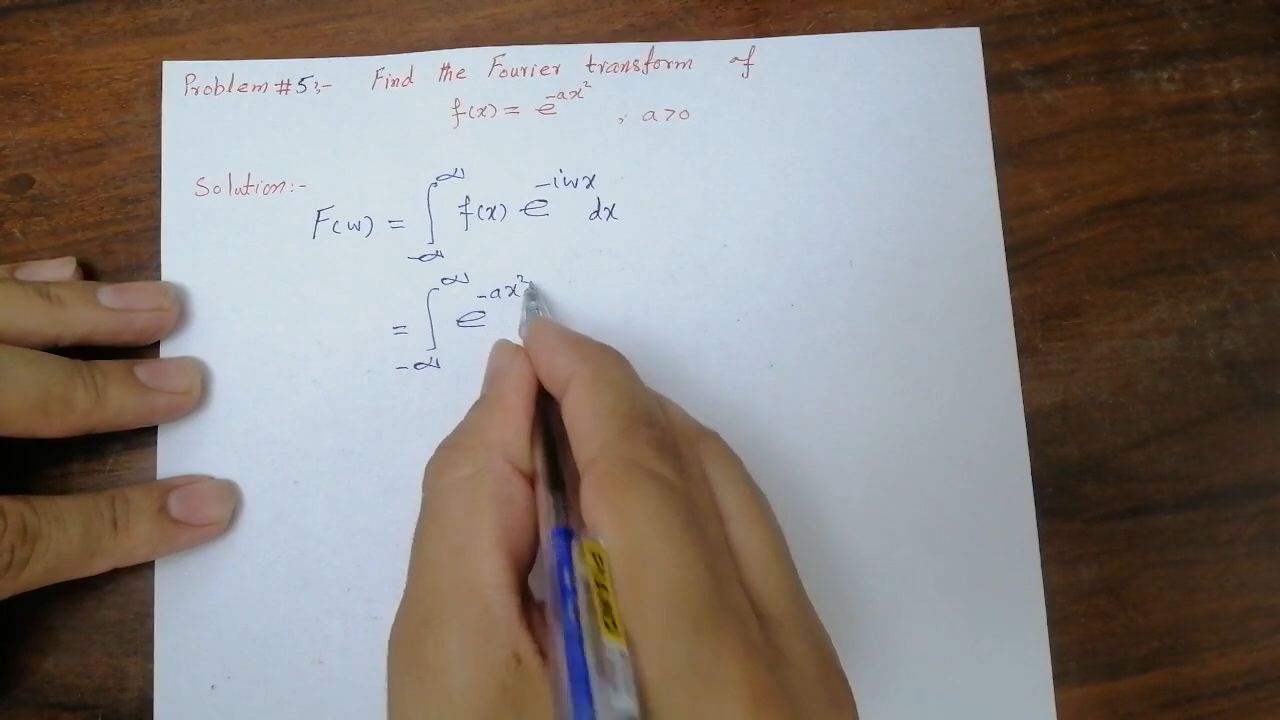 Problem #5:- Find the Fourier transform of
f(x) = e^{-ax^2} , a>0
Solution:-
F(w) = ∫_{-∞}^{∞} f(x) e^{-iwx} dx
= ∫_{-∞}^{∞} e^{-ax^2}